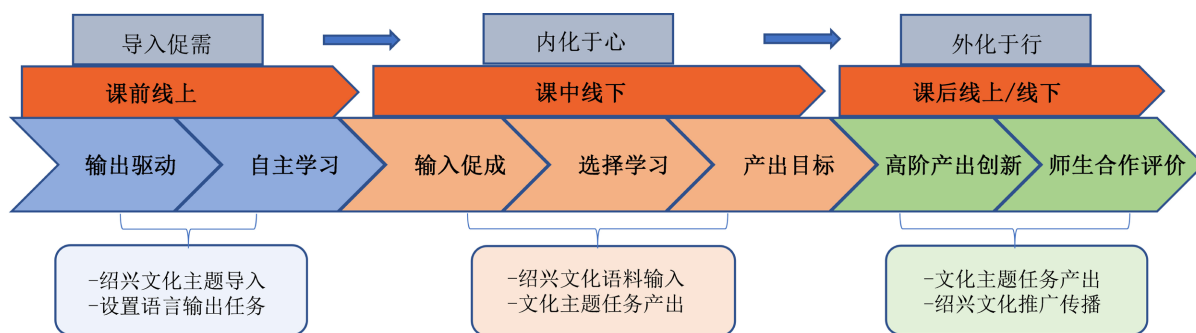 导入促需
内化于心
外化于行
课前线上
课中线下
课后线上/线下
输出驱动
自主学习
输入促成
选择学习
产出目标
高阶产出创新
师生合作评价
-绍兴文化主题导入
-设置语言输出任务
-绍兴文化语料输入
-文化主题任务产出
-文化主题任务产出
-绍兴文化推广传播